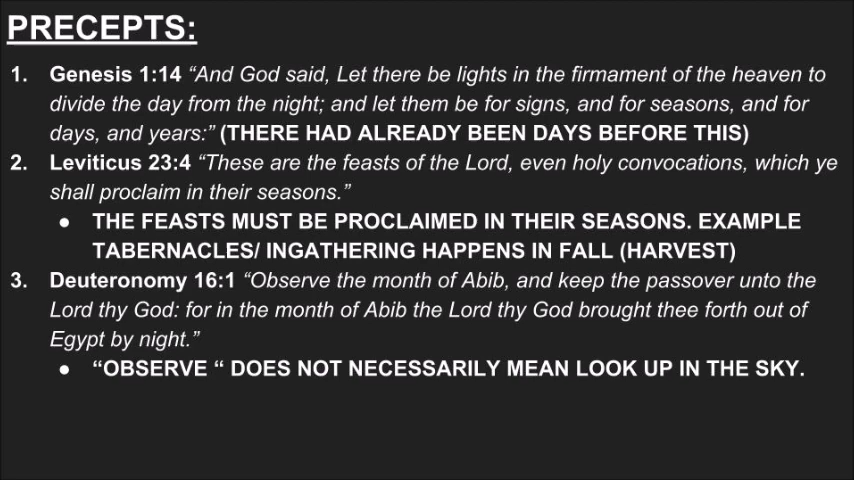 PRECEPTS:
1. Genesis 1:14 “And God said, Let there be lights in the firmament of the heaven to
divide the day from the night; and let them be for signs, and for seasons, and for
days, and years:” (THERE HAD ALREADY BEEN DAYS BEFORE THIS)
2. Leviticus 23:4 “These are the feasts of the Lord, even holy convocations, which ye
shall proclaim in their seasons.”
● THE FEASTS MUST BE PROCLAIMED IN THEIR SEASONS. EXAMPLE
TABERNACLES/ INGATHERING HAPPENS IN FALL (HARVEST)
3. Deuteronomy 16:1 “Observe the month of Abib, and keep the passover unto the
Lord thy God: for in the month of Abib the Lord thy God brought thee forth out of
Egypt by night.”
● “OBSERVE “ DOES NOT NECESSARILY MEAN LOOK UP IN THE SKY.